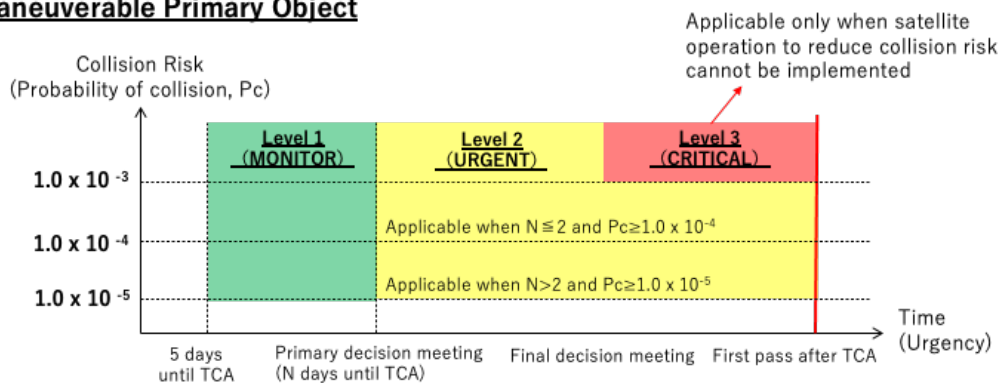 aneuverable Primary Object
Applicable only when satellite
operation to reduce collision risk
cannot be implemented
Collision Risk
(Probability of collision, Pc)
Level 1
(MONITOR)
Level 2
(URGENT)
Level 3
(CRITICAL)
1.0 x 10 -3
Applicable when N≦2 and Pc≥1.0 x 10-4
1.0 x 10 -4
Applicable when N>2 and Pc≥1.0 x 10-5
1.0 x 10 -5
Time
(Urgency)
5 days
until TCA
Primary decision meeting
(N days until TCA)
Final decision meeting
First pass after TCA